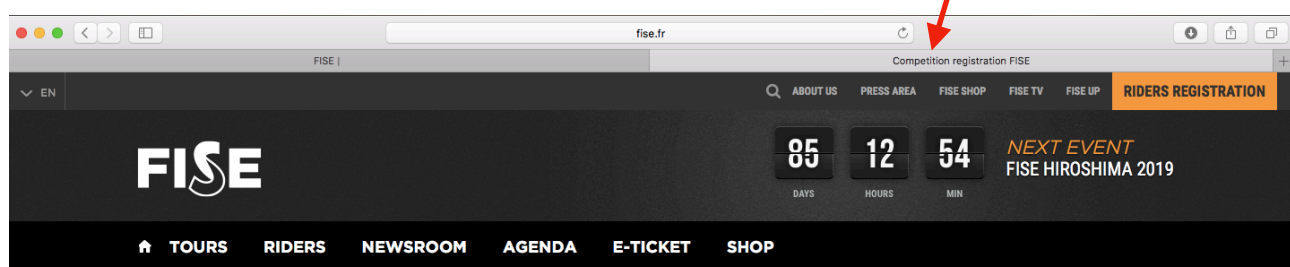 fise.fr
FISE |
Competition registration FISE
EN
ABOUT US PRESS AREA FISE SHOP FISE TV FISE UP RIDERS REGISTRATION
FISE
85 12 54
DAYS HOURS MIN
NEXT EVENT
FISE HIROSHIMA 2019
TOURS RIDERS NEWSROOM AGENDA E-TICKET SHOP